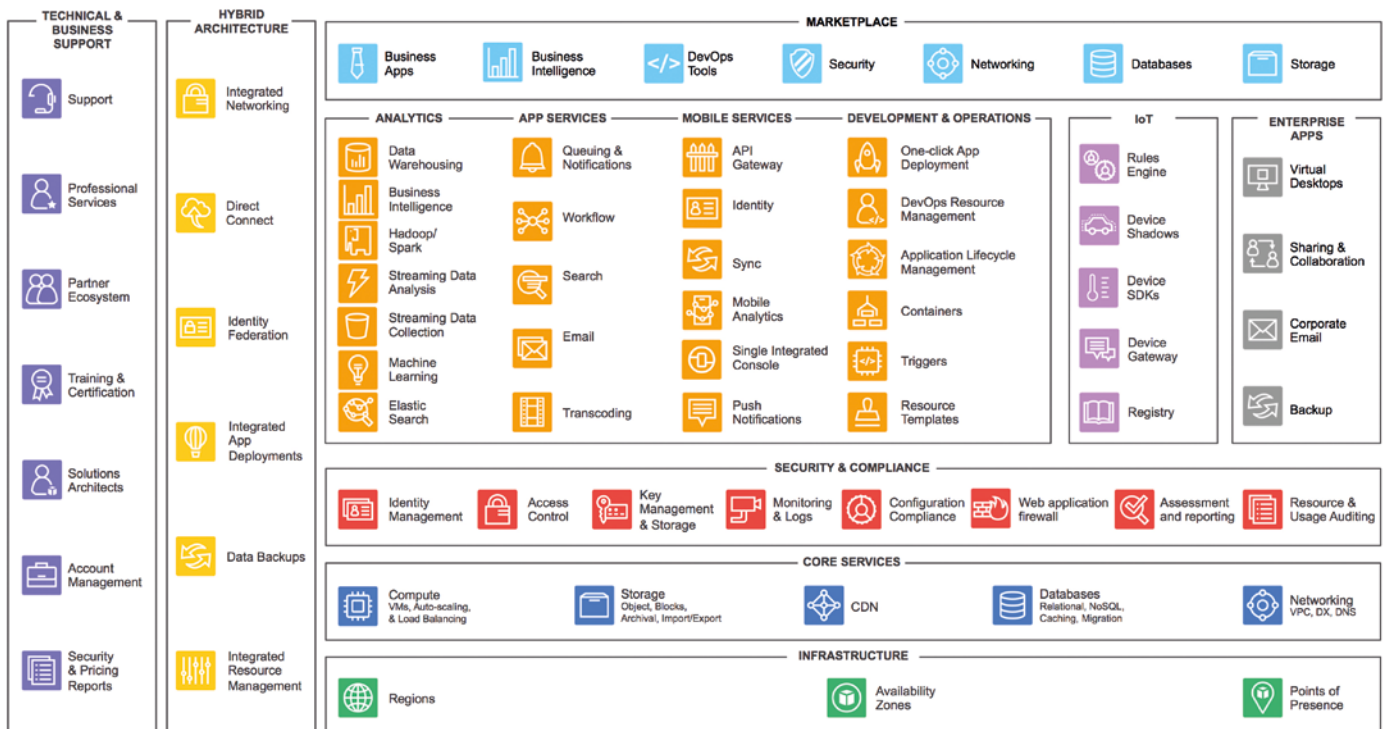 TECHNICAL &
BUSINESS
SUPPORT
Support
Professional
Services
Partner
Ecosystem
Training &
Certification
Solutions
Architects
Account
Management
Security
& Pricing
Reports
HYBRID
ARCHITECTURE
Integrated
Networking
Direct
Connect
Identity
Federation
Integrated
App
Deployments
Data Backups
Integrated
Resource
Management
MARKETPLACE
Business
Apps
Business
Intelligence
</>
DevOps
Tools
Security
Networking
Databases
Storage
ANALYTICS
Data
Warehousing
Business
Intelligence
Hadoop/
Spark
Streaming Data
Analysis
Streaming Data
Collection
Machine
Learning
Elastic
Search
APP SERVICES
Queuing &
Notifications
Workflow
Search
Email
Transcoding
MOBILE SERVICES
API
Gateway
Identity
Sync
Mobile
Analytics
Single Integrated
Console
Push
Notifications
DEVELOPMENT & OPERATIONS
One-click App
Deployment
DevOps Resource
Management
Application Lifecycle
Management
Containers
</>
Triggers
Resource
Templates
IoT
Rules
Engine
Device
Shadows
Device
SDKs
Device
Gateway
Registry
ENTERPRISE
APPS
Virtual
Desktops
Sharing &
Collaboration
Corporate
Email
Backup
SECURITY & COMPLIANCE
Identity
Management
Access
Control
Key
Management
& Storage
Monitoring
& Logs
Configuration
Compliance
Web application
firewall
Assessment
and reporting
Resource &
Usage Auditing
CORE SERVICES
Compute
VMs, Auto-scaling,
& Load Balancing
Storage
Object, Blocks,
Archival, Import/Export
CDN
Databases
Relational, NoSQL,
Caching, Migration
Networking
VPC, DX, DNS
INFRASTRUCTURE
Regions
Availability
Zones
Points of
Presence